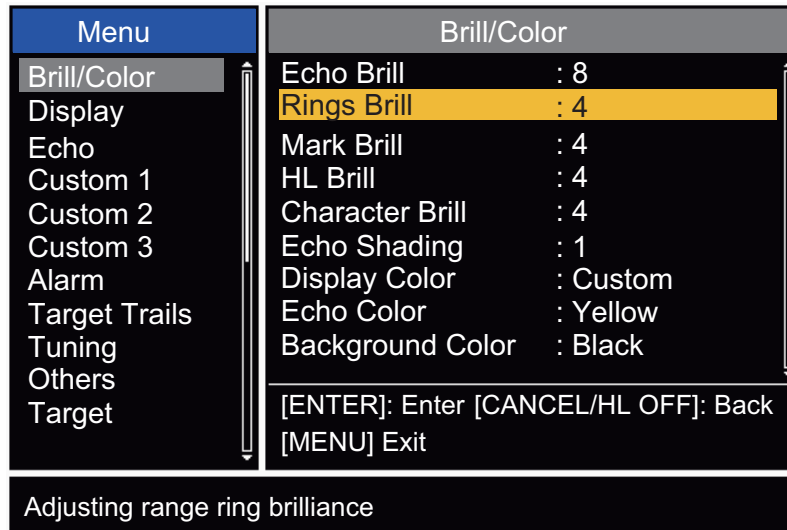 Menu
Brill/Color
Display
Echo
Custom 1
Custom 2
Custom 3
Alarm
Target Trails
Tuning
Others
Target
Brill/Color
Echo Brill : 8
Rings Brill : 4
Mark Brill : 4
HL Brill : 4
Character Brill : 4
Echo Shading : 1
Display Color : Custom
Echo Color : Yellow
Background Color : Black
[ENTER]: Enter [CANCEL/HL OFF]: Back
[MENU] Exit
Adjusting range ring brilliance